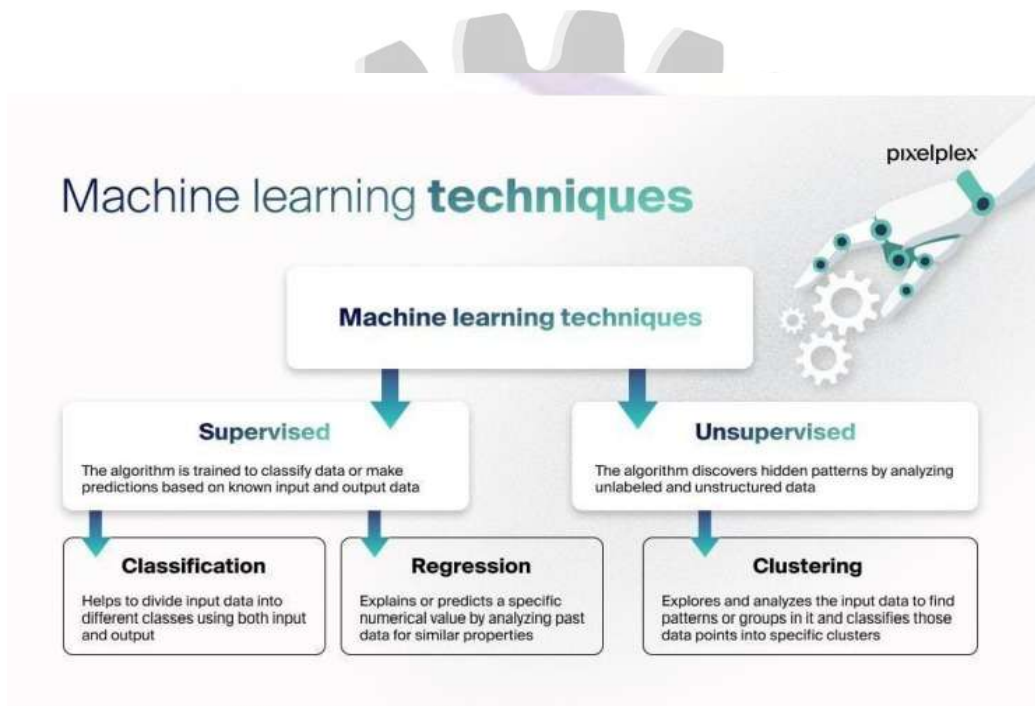 pixelplex
Machine learning techniques
Machine learning techniques
Supervised
The algorithm is trained to classify data or make
predictions based on known input and output data
Unsupervised
The algorithm discovers hidden patterns by analyzing
unlabeled and unstructured data
Classification
Helps to divide input data into
different classes using both input
and output
Regression
Explains or predicts a specific
numerical value by analyzing past
data for similar properties
Clustering
Explores and analyzes the input data to find
patterns or groups in it and classifies those
data points into specific clusters